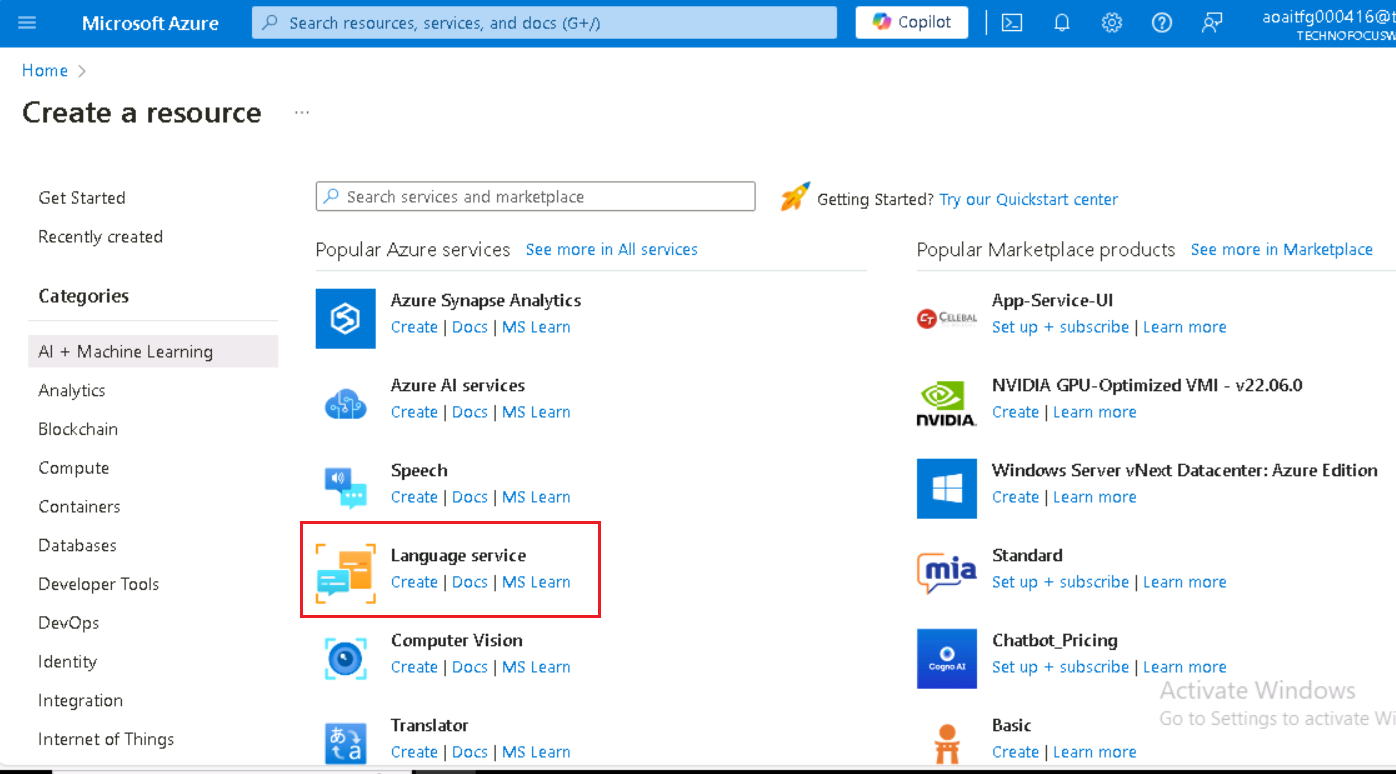 Microsoft Azure
Search resources, services, and docs (G+/)
Copilot
aoaitfg000416@t
TECHNOFOCUSW
Home
Create a resource
...
Get Started
Recently created
Categories
AI + Machine Learning
Analytics
Blockchain
Compute
Containers
Databases
Developer Tools
DevOps
Identity
Integration
Internet of Things
Search services and marketplace
Getting Started? Try our Quickstart center
Popular Azure services See more in All services
Azure Synapse Analytics
Create | Docs | MS Learn
Azure AI services
Create | Docs | MS Learn
Speech
Create | Docs | MS Learn
Language service
Create | Docs | MS Learn
Computer Vision
Create | Docs | MS Learn
あ
a
Translator
Create | Docs | MS Learn
Popular Marketplace products See more in Marketplace
CT CELEBAL
App-Service-UI
Set up + subscribe | Learn more
NVIDIA.
NVIDIA GPU-Optimized VMI - v22.06.0
Create | Learn more
Windows Server vNext Datacenter: Azure Edition
Create | Learn more
mia
Standard
Set up + subscribe | Learn more
Cogno AI
Chatbot_Pricing
Set up + subscribe | Learn more
Basic
Create | Learn more
Activate Windows
Go to Settings to activate Wi